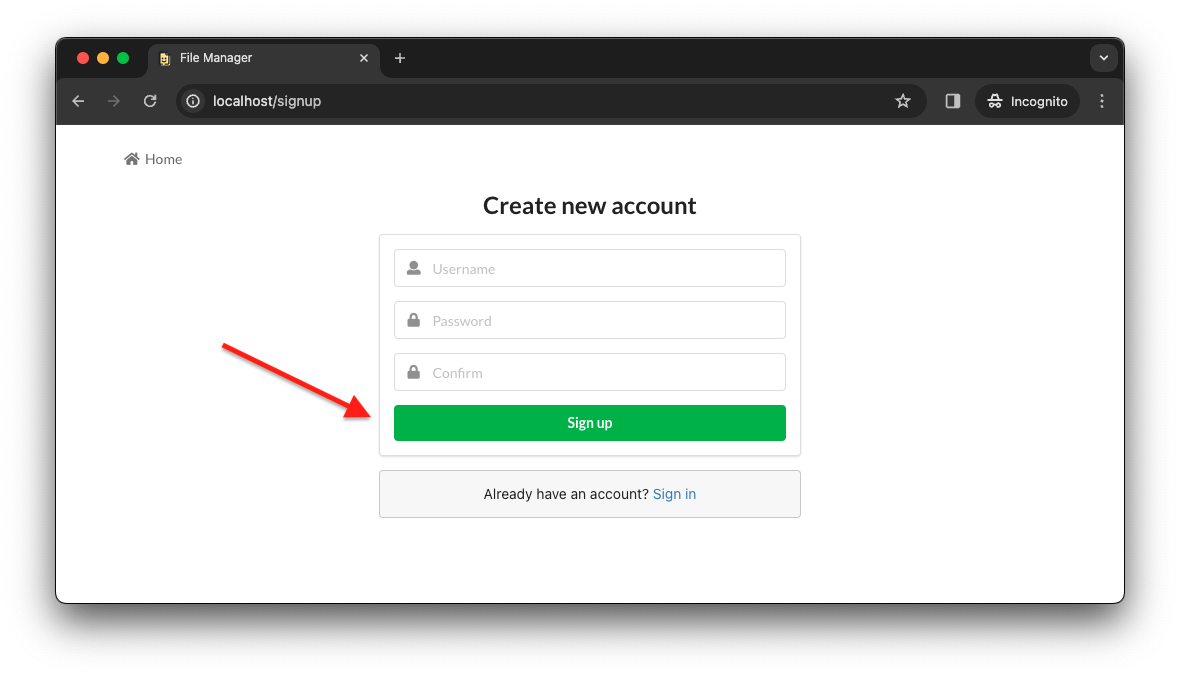 File Manager
localhost/signup
Incognito
Home
Create new account
Username
Password
Confirm
Sign up
Already have an account? Sign in